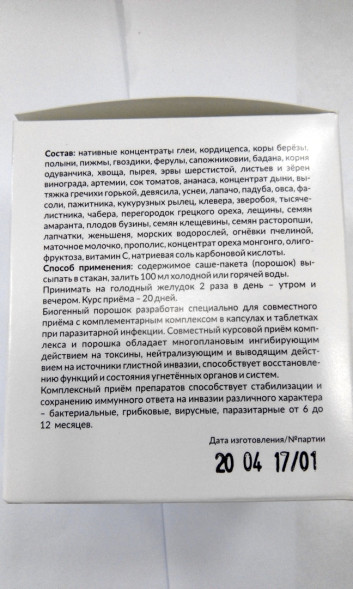 Состав: нативные концентраты глеи, кордицепса, коры берёзы,
полыни, пижмы, гвоздики, ферулы, сапожниковии, бадана, корня
одуванчика, хвоща, пырея, эрвы шерстистой, листьев и зёрен
винограда, артемии, сок томатов, ананаса, концентрат дыни, вы-
тяжка гречихи горькой, девясила, уснеи, лапачо, падуба, овса, фа-
соли, пажитника, кукурузных рылец, клевера, зверобоя, тысяче-
листника, чабера, перегородок грецкого ореха, лещины, семян
амаранта, плодов бузины, семян клещевины, семян расторопши,
лапчатки, женьшеня, морских водорослей, огнёвки пчелиной,
маточное молочко, прополис, концентрат ореха монгонго, олиго-
фруктоза, витамин С, натриевая соль карбоновой кислоты.
Способ применения: содержимое саше-пакета (порошок) вы-
сыпать в стакан, залить 100 мл холодной или горячей воды.
Принимать на голодный желудок 2 раза в день – утром и
вечером. Курс приёма – 20 дней.
Биогенный порошок разработан специально для совместного
приёма с комплементарным комплексом в капсулах и таблетках
при паразитарной инфекции. Совместный курсовой приём комп-
лекса и порошка обладает многоплановым ингибирующим
действием на токсины, нейтрализующим и выводящим дейст-
вием на источники глистной инвазии, способствует восстановле-
нию функций и состояния угнетённых органов и систем.
Комплексный приём препаратов способствует стабилизации и
сохранению иммунного ответа на инвазии различного характера
– бактериальные, грибковые, вирусные, паразитарные от 6 до
12 месяцев.
Дата изготовления/№партии
20 04 17/01